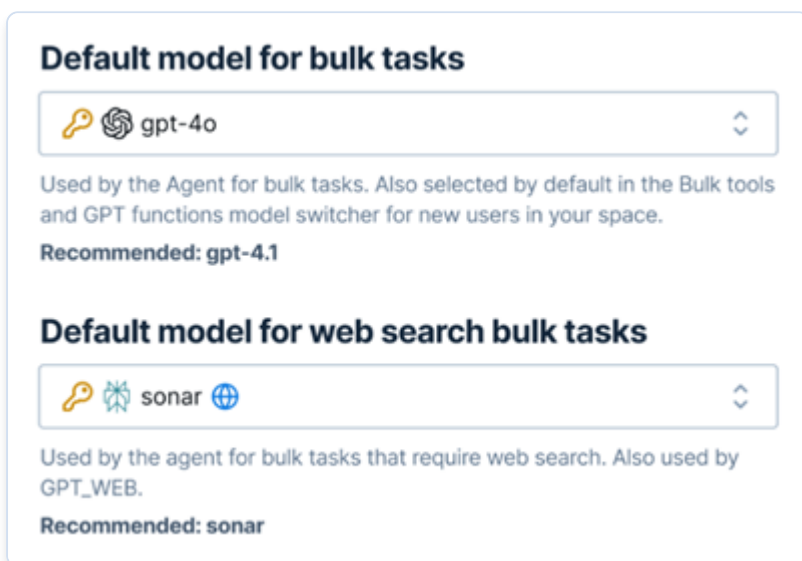 Default model for bulk tasks
gpt-4o
Used by the Agent for bulk tasks. Also selected by default in the Bulk tools
and GPT functions model switcher for new users in your space.
Recommended: gpt-4.1
Default model for web search bulk tasks
sonar
Used by the agent for bulk tasks that require web search. Also used by
GPT_WEB.
Recommended: sonar